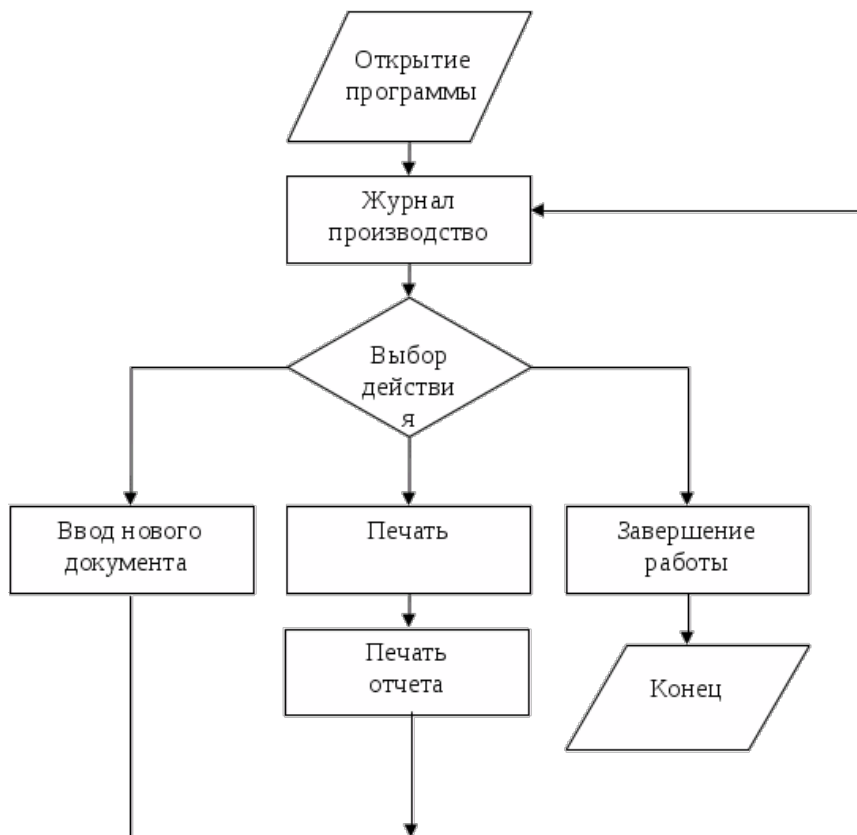 Открытие
программы
Журнал
производство
Выбор
действи
я
Ввод нового
документа
Печать
Завершение
работы
Печать
отчета
Конец